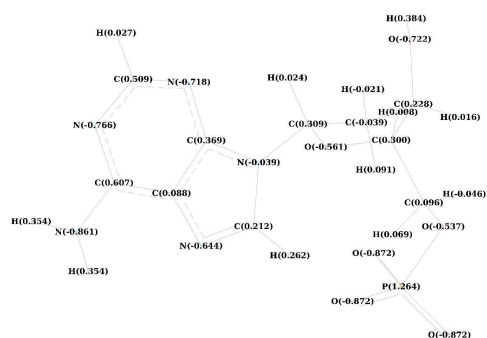 H(0.384)
O(-0.722)
H(0.027)
C(0.509)
N(-0.718)
H(0.024)
H(-0.021)
C(0.228)
H(0.008)
H(0.016)
N(-0.766)
C(0.309)
C(-0.039)
C(0.369)
O(-0.561)
C(0.300)
N(-0.039)
H(0.091)
C(0.607)
C(0.088)
H(-0.046)
C(0.096)
H(0.354)
N(-0.861)
C(0.212)
O(-0.537)
H(0.069)
N(-0.644)
H(0.262)
O(-0.872)
H(0.354)
P(1.264)
O(-0.872)
O(-0.872)